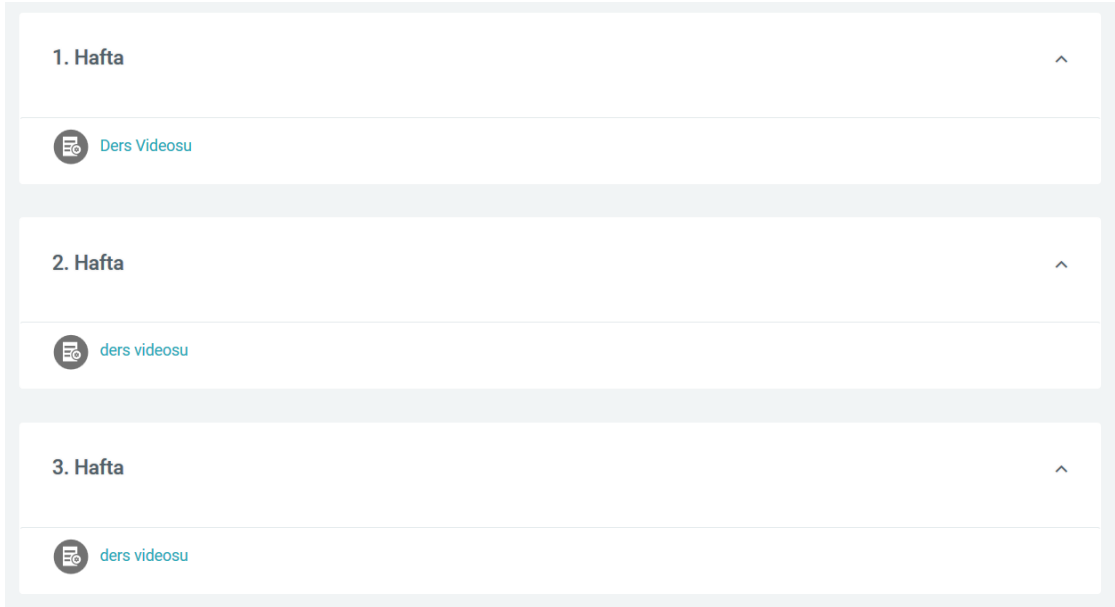 1. Hafta
Ders Videosu
2. Hafta
ders videosu
3. Hafta
ders videosu